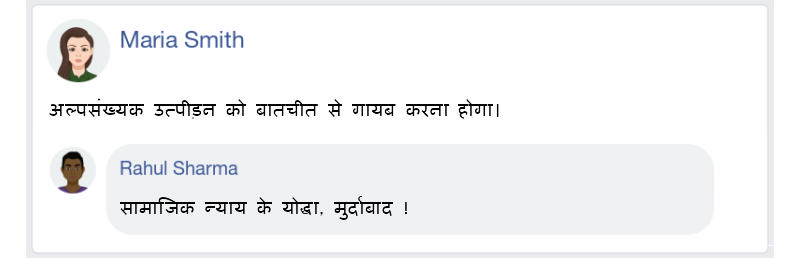 Maria Smith
अल्पसंख्यक उत्पीड़न को बातचीत से गायब करना होगा।
Rahul Sharma
सामाजिक न्याय के योद्धा, मुर्दाबाद !